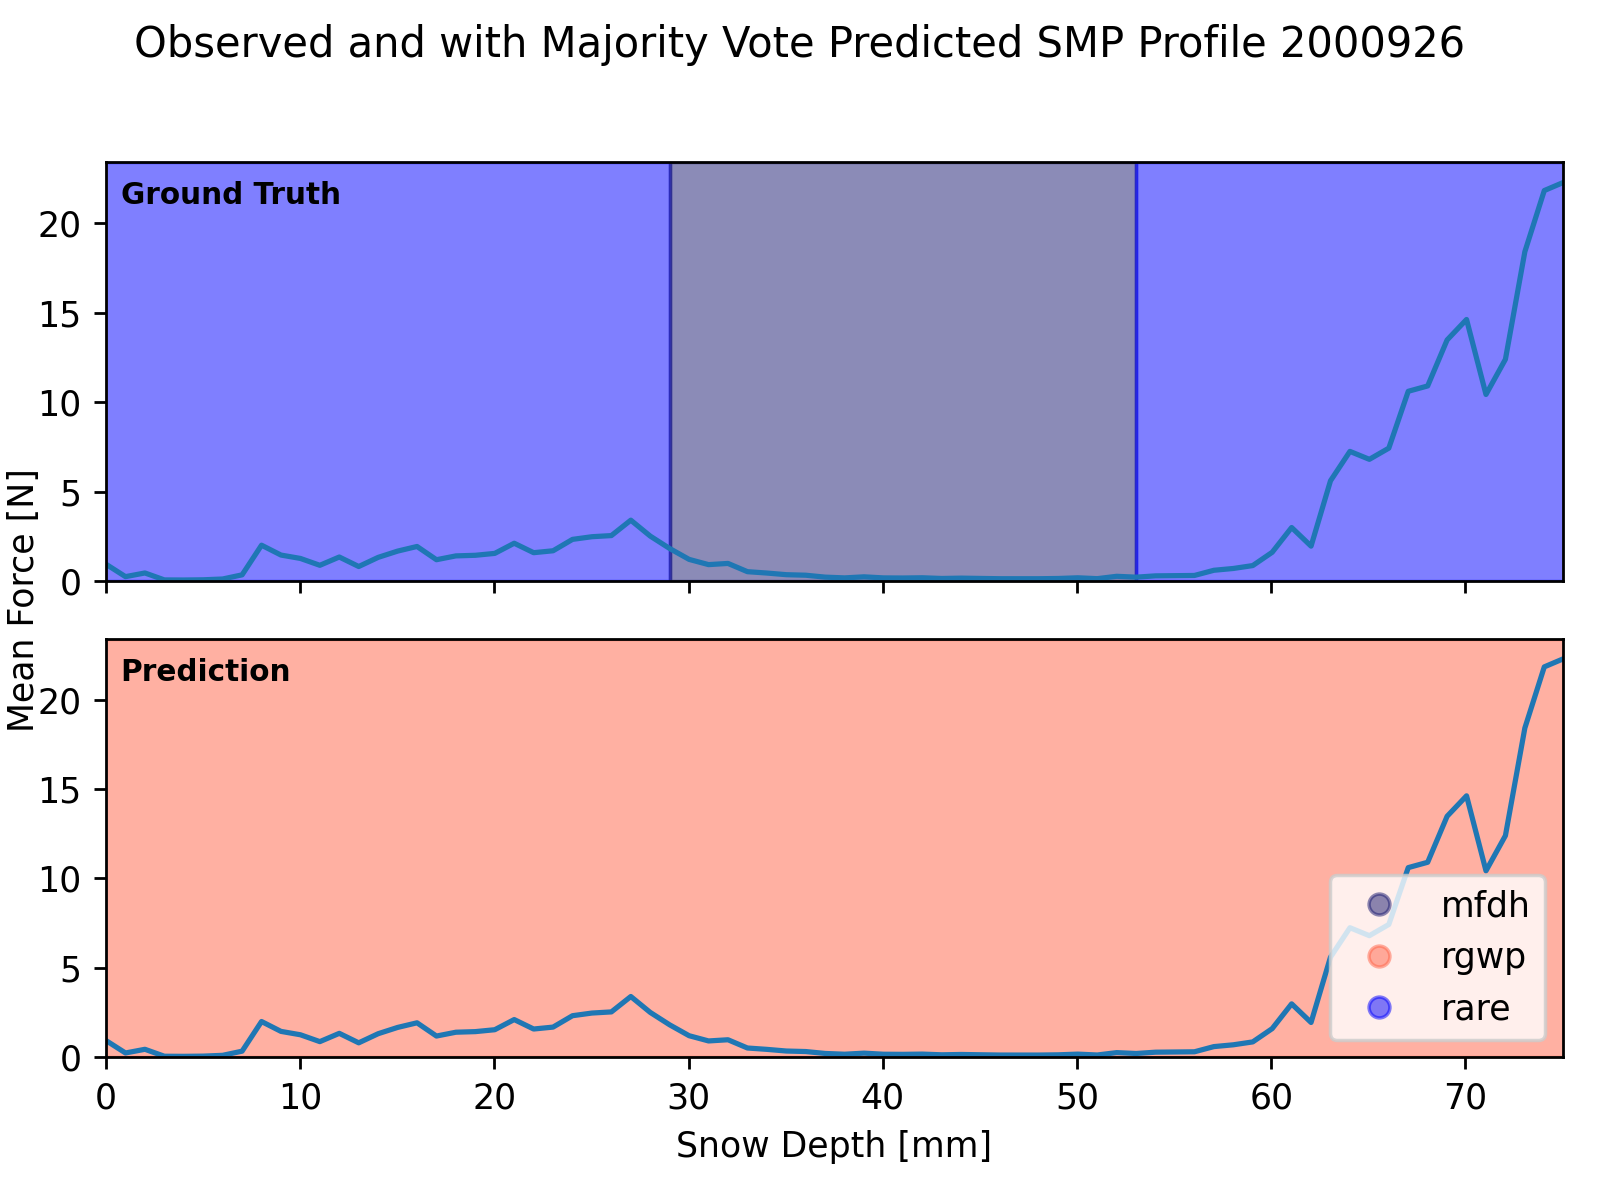 Observed and with Majority Vote Predicted SMP Profile 2000926
Ground Truth
20
15
10
5
0
Mean Force [N]
Prediction
20
15
10
5
0
mfdh
rgwp
rare
0 10 20 30 40 50 60 70
Snow Depth [mm]